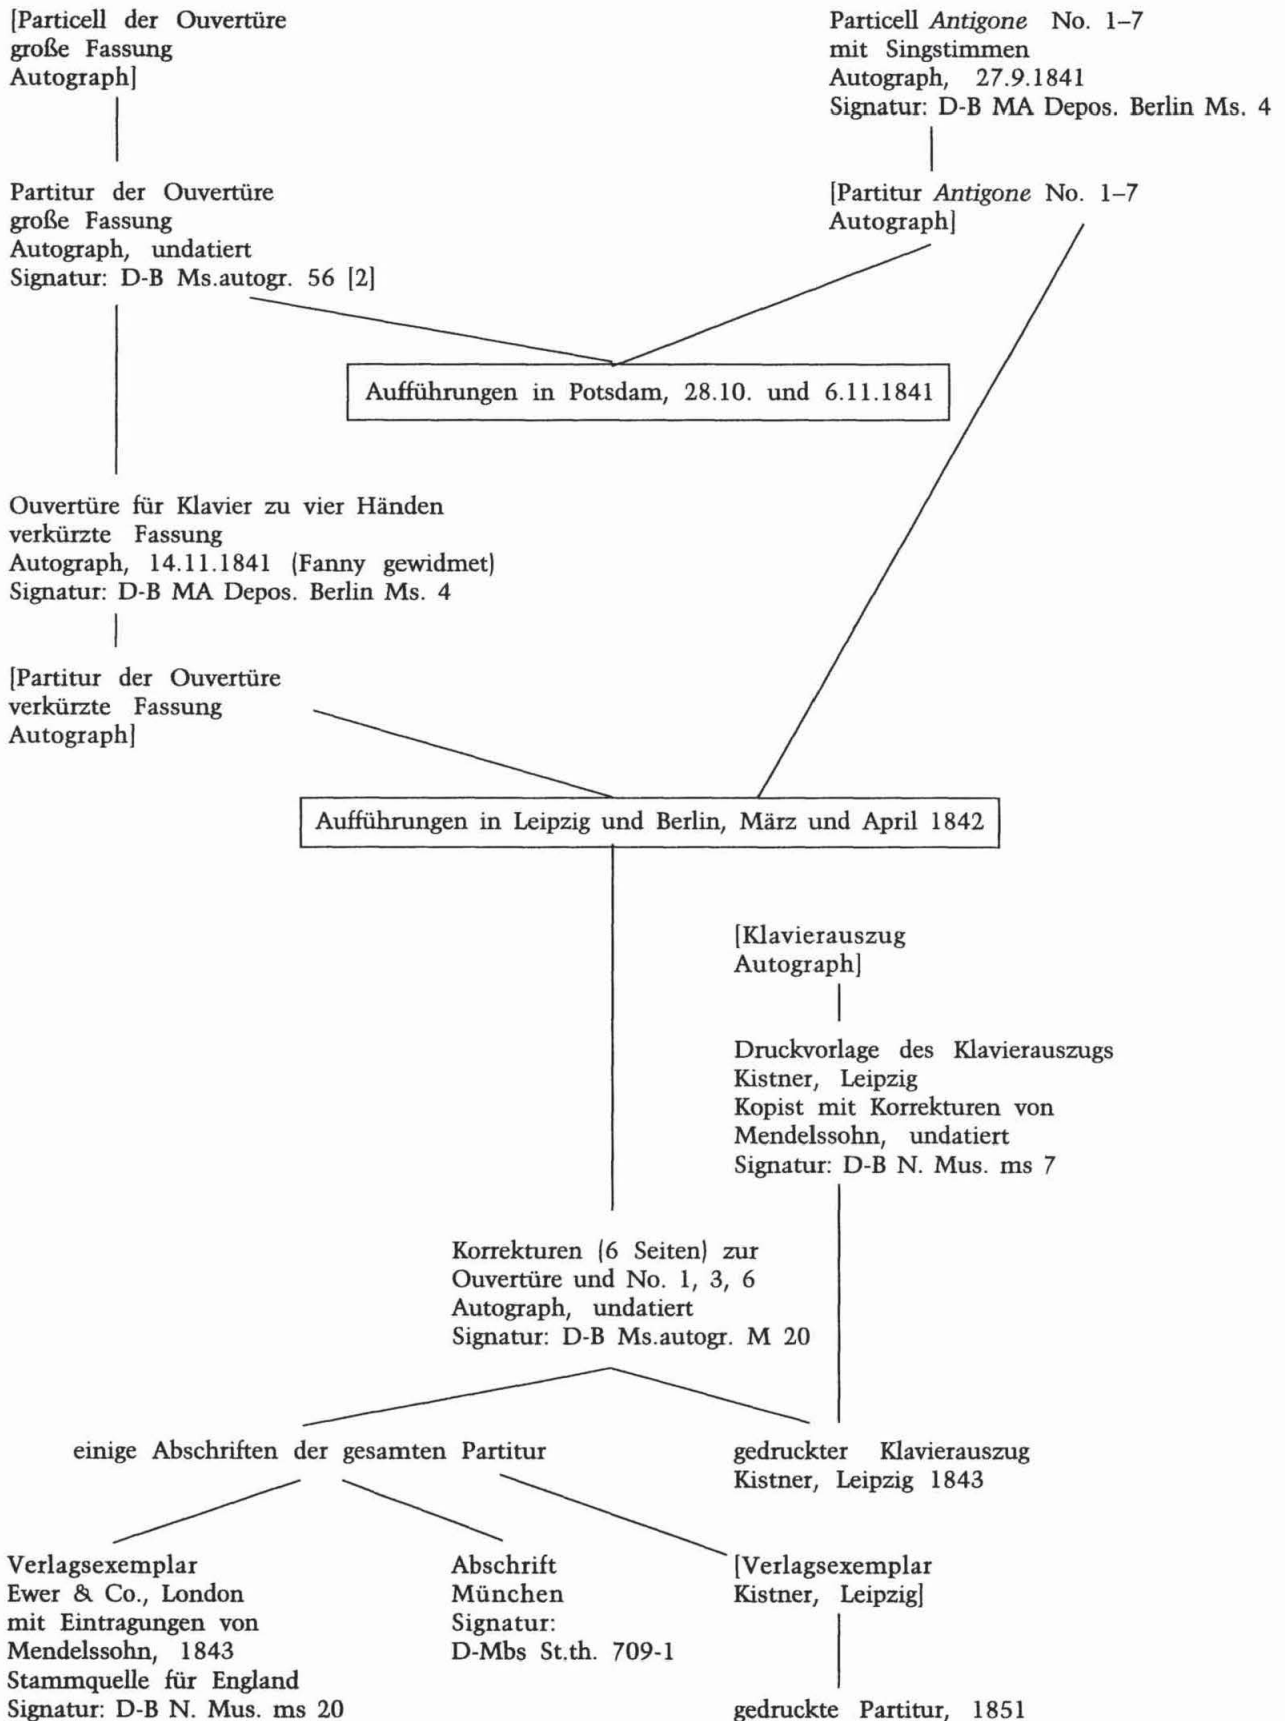 [Particell der Ouvertüre
große Fassung
Autograph]
Particell Antigone No. 1–7
mit Singstimmen
Autograph, 27.9.1841
Signatur: D-B MA Depos. Berlin Ms. 4
Partitur der Ouvertüre
große Fassung
Autograph, undatiert
Signatur: D-B Ms.autogr. 56 [2]
[Partitur Antigone No. 1–7
Autograph]
Aufführungen in Potsdam, 28.10. und 6.11.1841
Ouvertüre für Klavier zu vier Händen
verkürzte Fassung
Autograph, 14.11.1841 (Fanny gewidmet)
Signatur: D-B MA Depos. Berlin Ms. 4
[Partitur der Ouvertüre
verkürzte Fassung
Autograph]
Aufführungen in Leipzig und Berlin, März und April 1842
[Klavierauszug
Autograph]
Druckvorlage des Klavierauszugs
Kistner, Leipzig
Kopist mit Korrekturen von
Mendelssohn, undatiert
Signatur: D-B N. Mus. ms 7
Korrekturen (6 Seiten) zur
Ouvertüre und No. 1, 3, 6
Autograph, undatiert
Signatur: D-B Ms.autogr. M 20
einige Abschriften der gesamten Partitur
gedruckter Klavierauszug
Kistner, Leipzig 1843
Verlagsexemplar
Ewer & Co., London
mit Eintragungen von
Mendelssohn, 1843
Stammquelle für England
Signatur: D-B N. Mus. ms 20
Abschrift
München
Signatur:
D-Mbs St.th. 709-1
[Verlagsexemplar
Kistner, Leipzig]
gedruckte Partitur, 1851